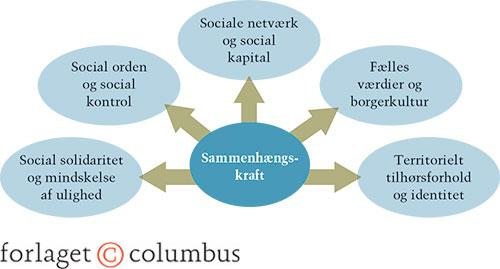 Sociale netværk
og social
kapital
Social orden
og social
kontrol
Fælles
værdier og
borgerkultur
Social solidaritet
og mindskelse
af ulighed
Sammenhængs-
kraft
Territorielt
tilhørsforhold
og identitet
forlaget © columbus